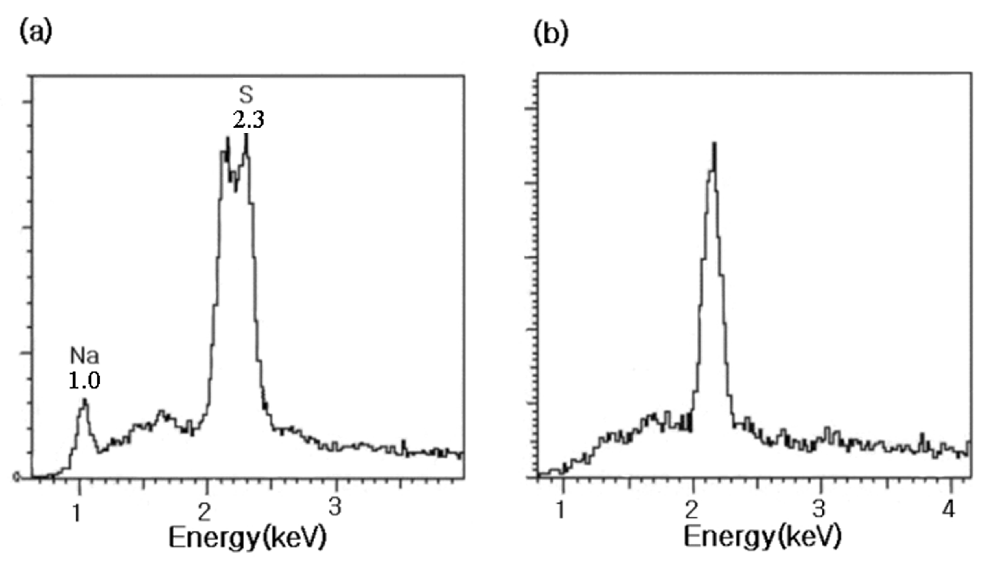 (a)
S
2.3
Na
1.0
0
1 2 3
Energy(keV)
(b)
1 2 3 4
Energy(keV)